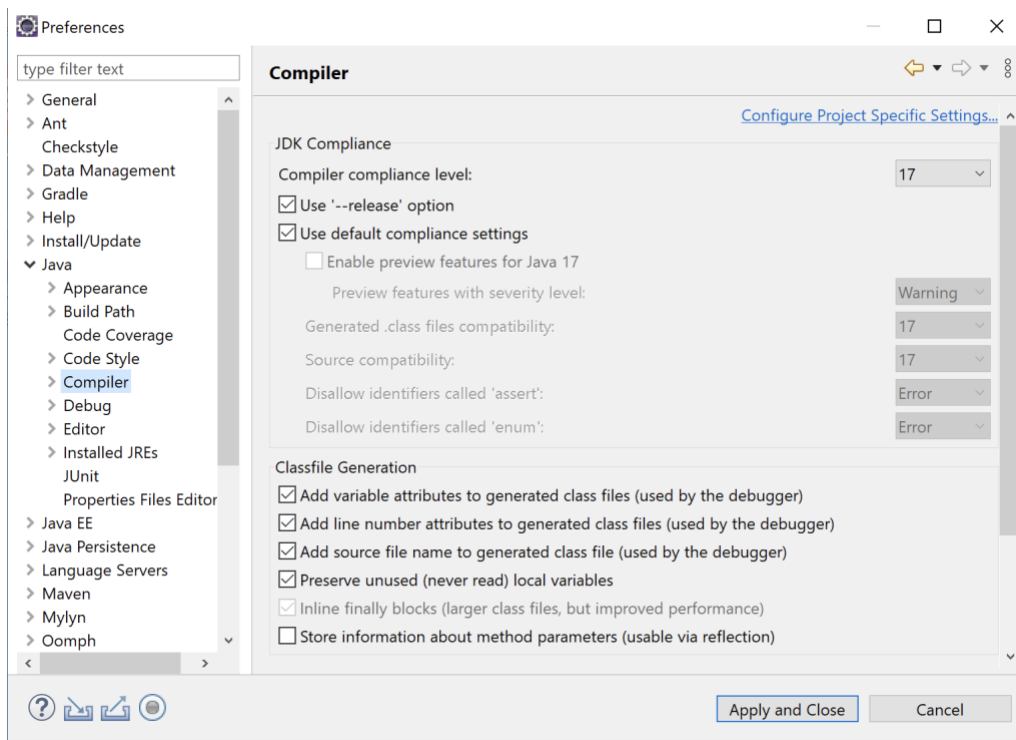 Preferences
type filter text
General
Ant
Checkstyle
Data Management
Gradle
Help
Install/Update
Java
Appearance
Build Path
Code Coverage
Code Style
Compiler
Debug
Editor
Installed JREs
JUnit
Properties Files Editor
Java EE
Java Persistence
Language Servers
Maven
Mylyn
Oomph
Compiler
Configure Project Specific Settings...
JDK Compliance
Compiler compliance level: 17
Use '--release' option
Use default compliance settings
Enable preview features for Java 17
Preview features with severity level: Warning
Generated .class files compatibility: 17
Source compatibility: 17
Disallow identifiers called 'assert': Error
Disallow identifiers called 'enum': Error
Classfile Generation
Add variable attributes to generated class files (used by the debugger)
Add line number attributes to generated class files (used by the debugger)
Add source file name to generated class file (used by the debugger)
Preserve unused (never read) local variables
Inline finally blocks (larger class files, but improved performance)
Store information about method parameters (usable via reflection)
?
Apply and Close
Cancel